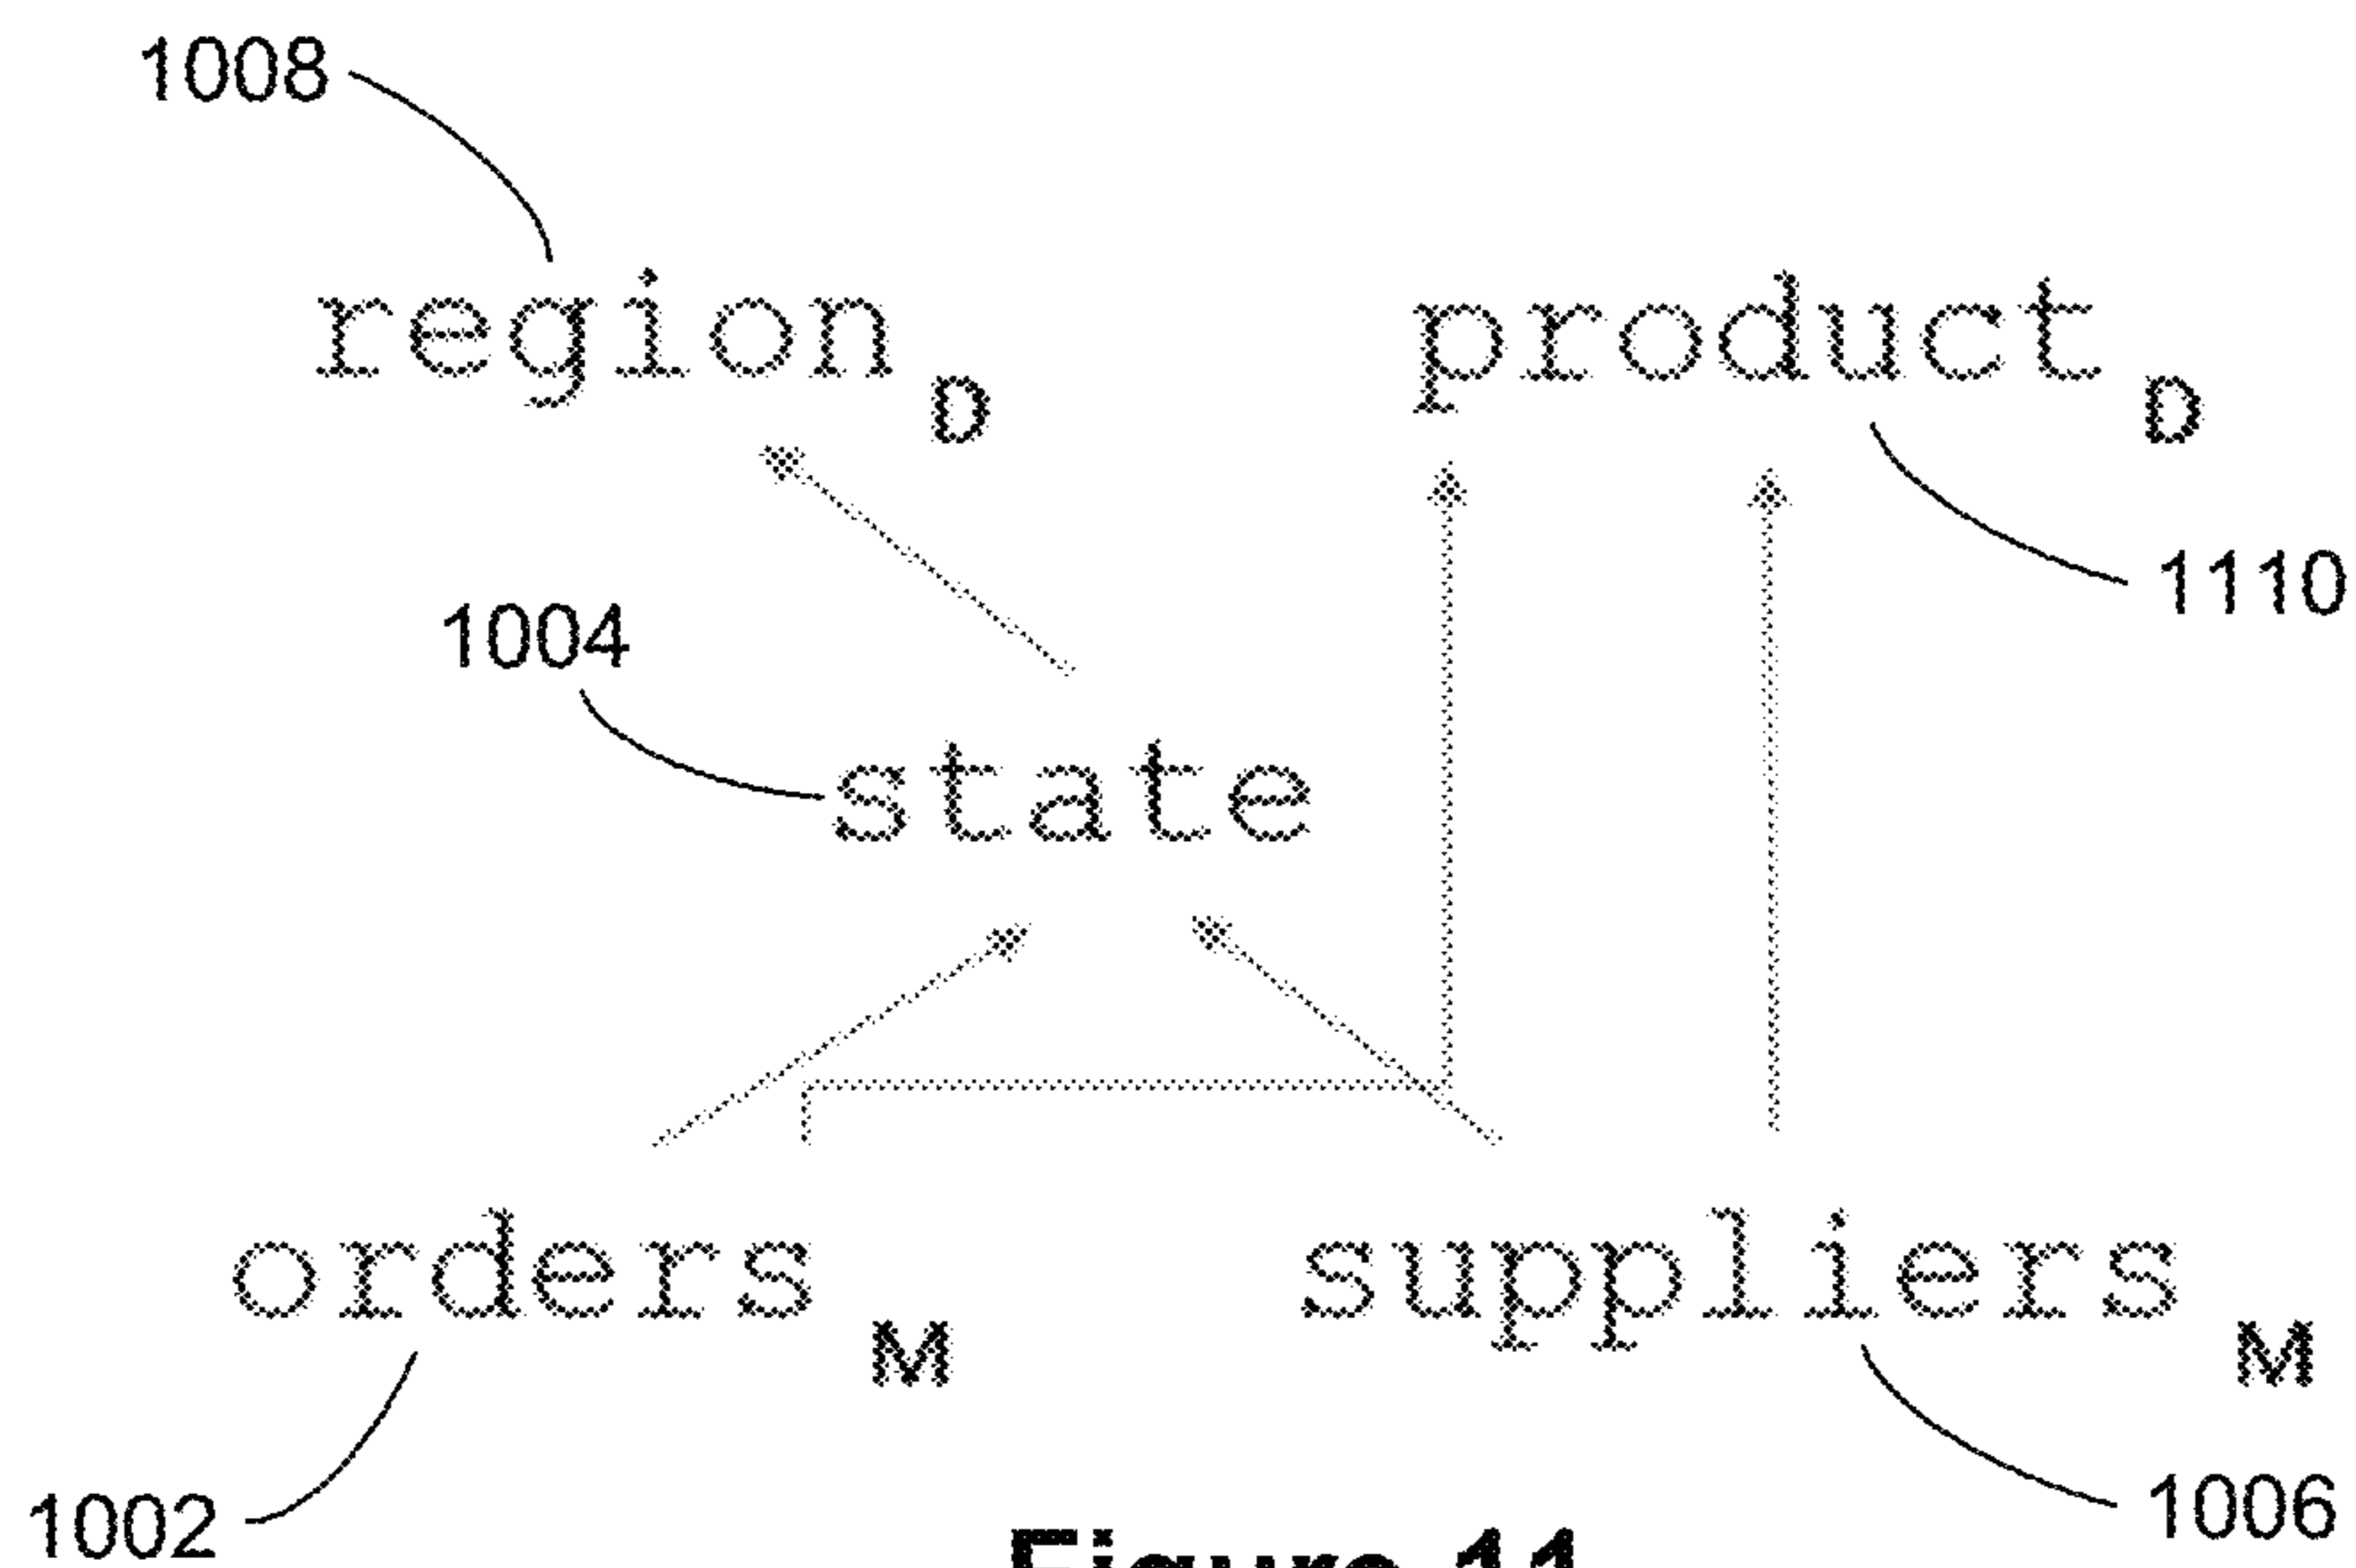 1008
region D
product D
1110
1004
state
orders M
suppliers M
1002
1006
Figure 11